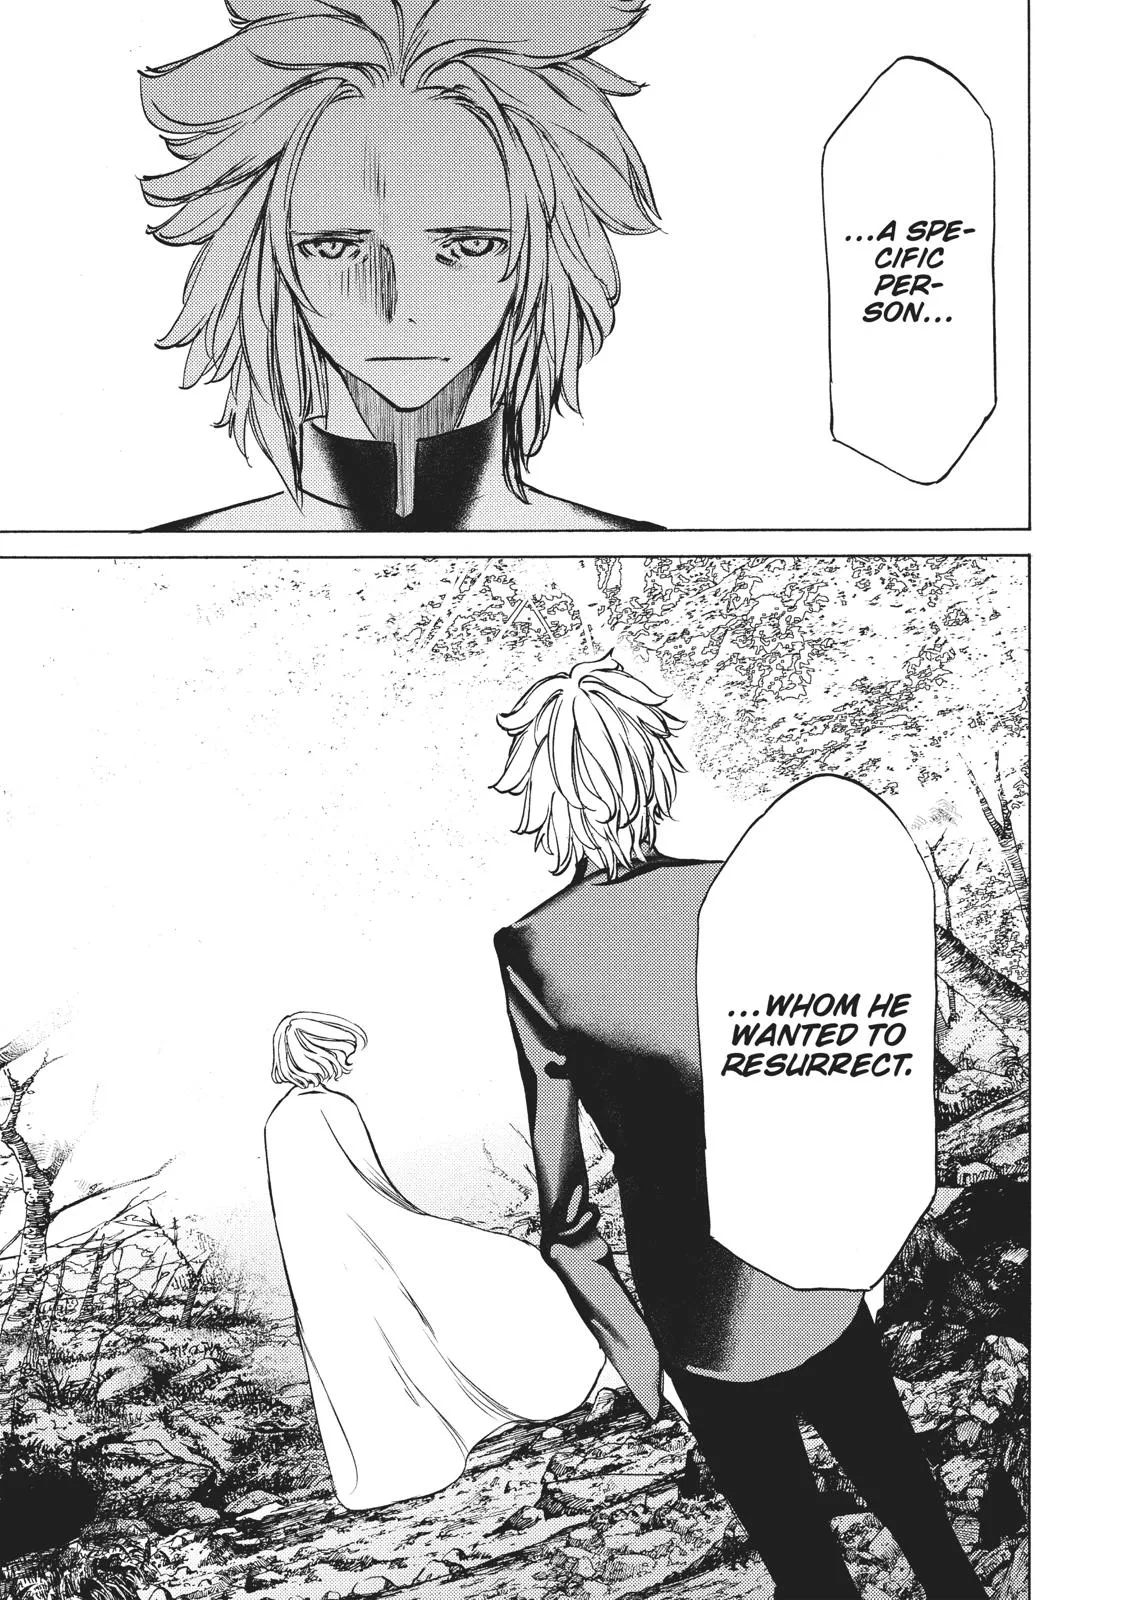 ...A SPE-
CIFIC
PER-
SON...
...WHOM HE
WANTED TO
RESURRECT.